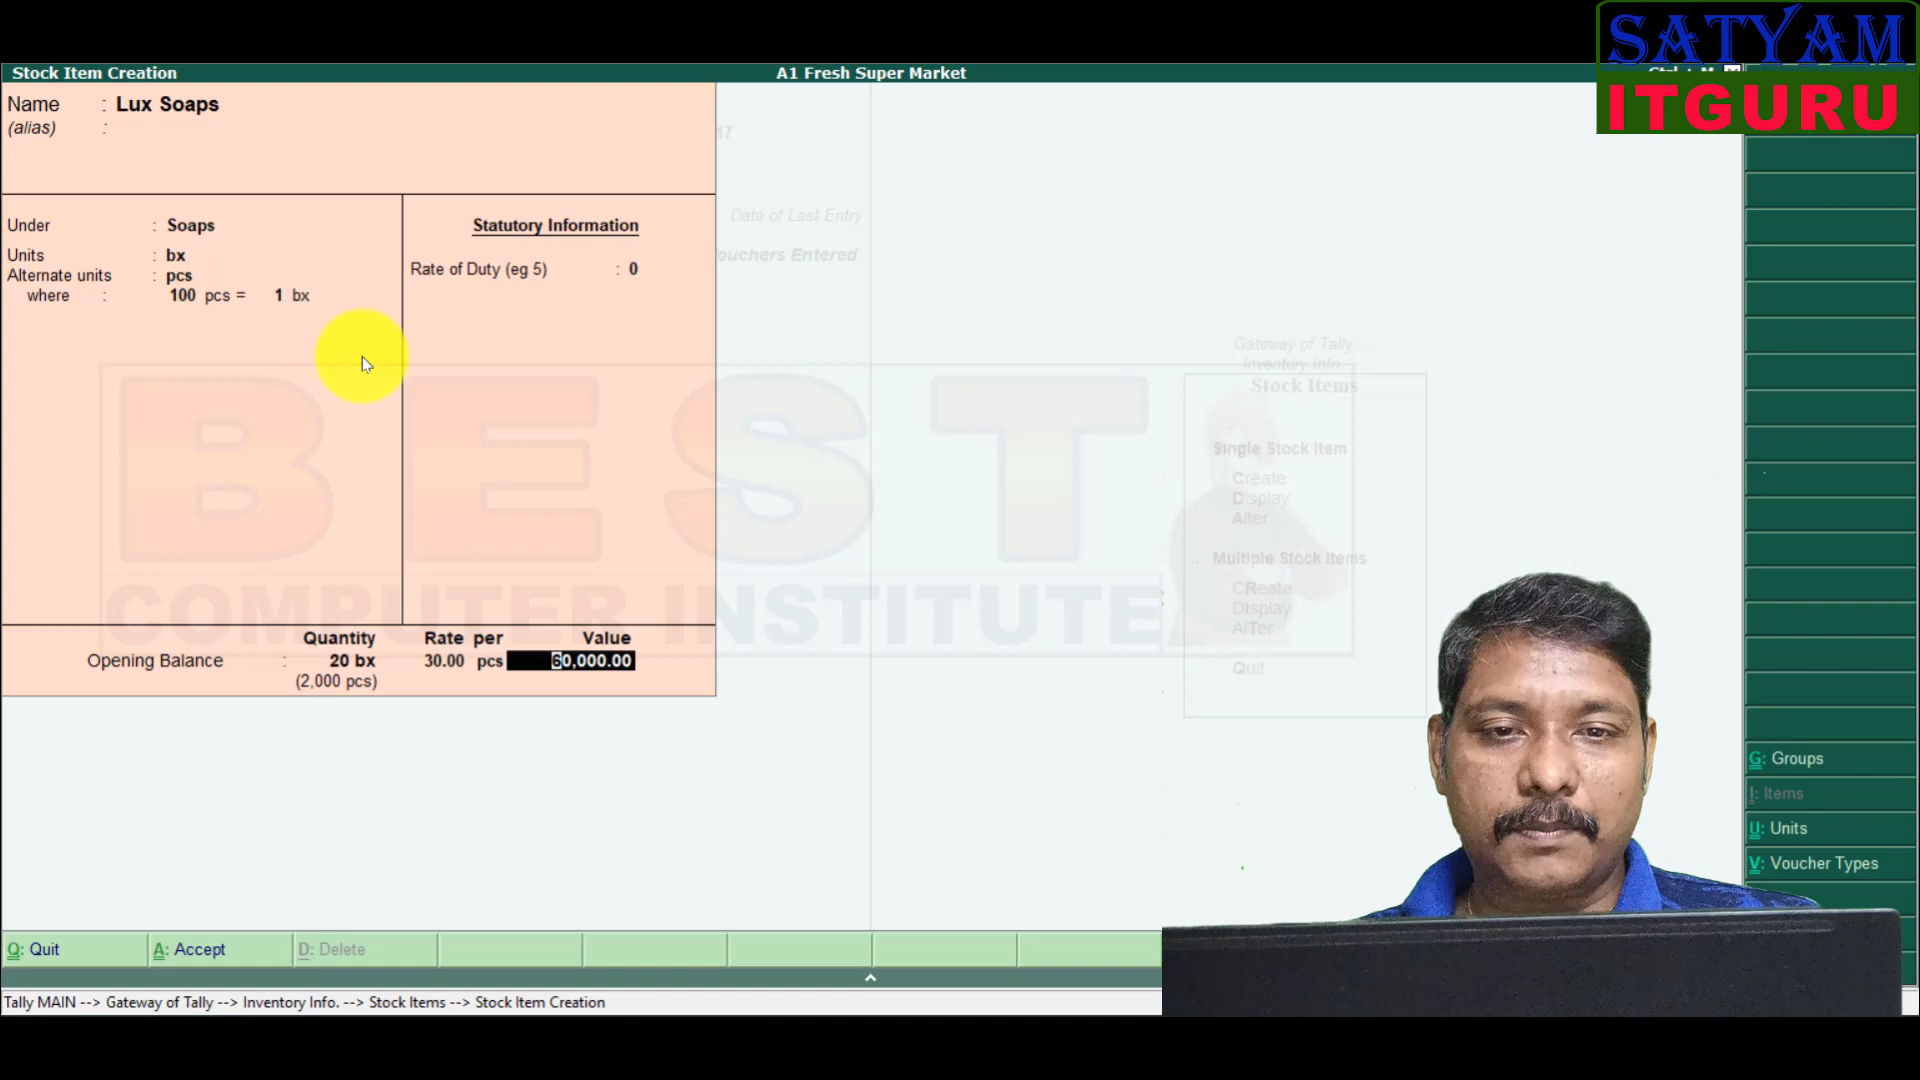 SATYAM
ITGURU
Stock Item Creation
A1 Fresh Super Market
Name : Lux Soaps
(alias) :
Under : Soaps
Units : bx
Alternate units : pcs
where : 100 pcs = 1 bx
Statutory Information
Rate of Duty (eg 5) : 0
Date of Last Entry
ouchers Entered
Gateway of Tally ....
Inventory Info
Stock Items
Single Stock Item
Create
Display
Alter
Multiple Stock Items
CReate
DIsplay
AlTer
Quit
BEST
COMPUTER INSTITUTE
Quantity Rate per Value
Opening Balance : 20 bx 30.00 pcs 60,000.00
(2,000 pcs)
G: Groups
I: Items
U: Units
V: Voucher Types
Q: Quit
A: Accept
D: Delete
Tally MAIN --> Gateway of Tally --> Inventory Info. --> Stock Items --> Stock Item Creation